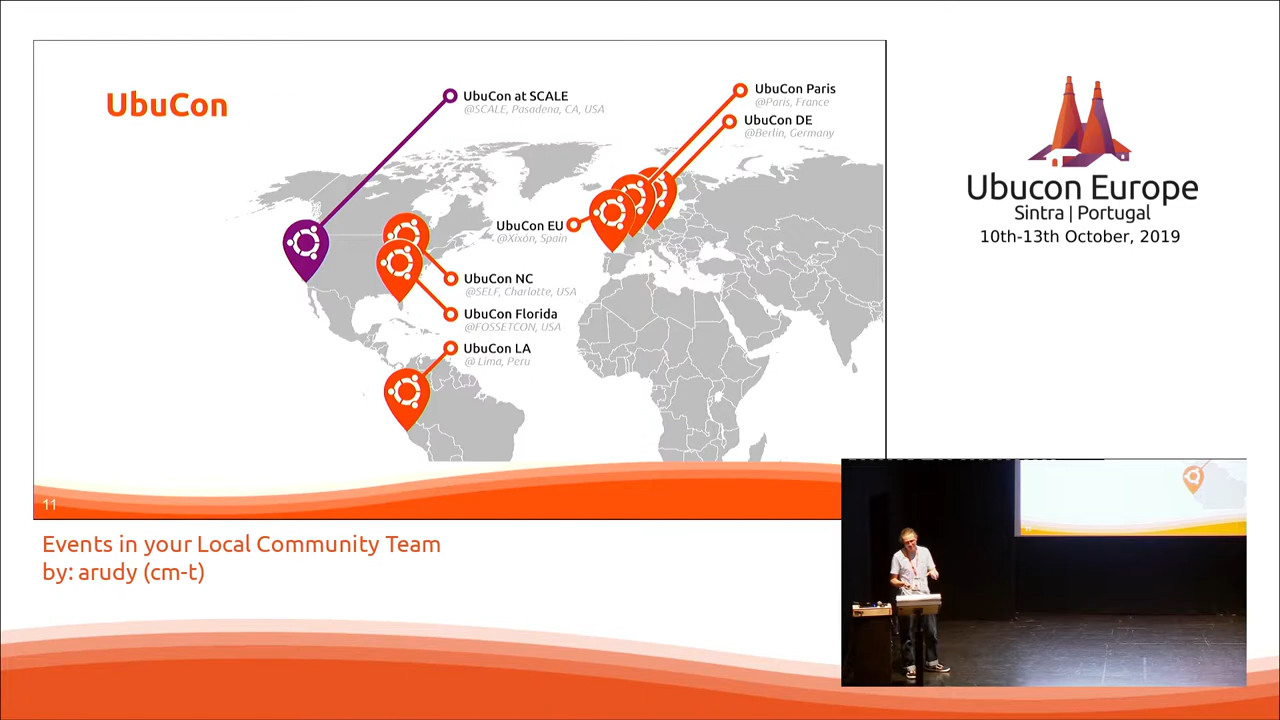 UbuCon
UbuCon at SCALE
@SCALE, Pasadena, CA, USA
UbuCon Paris
@Paris, France
UbuCon DE
@Berlin, Germany
UbuCon EU
@Xixón, Spain
UbuCon NC
@SELF, Charlotte, USA
UbuCon Florida
@FOSSETCON, USA
UbuCon LA
@ Lima, Peru
11
Ubucon Europe
Sintra | Portugal
10th-13th October, 2019
Events in your Local Community Team
by: arudy (cm-t)